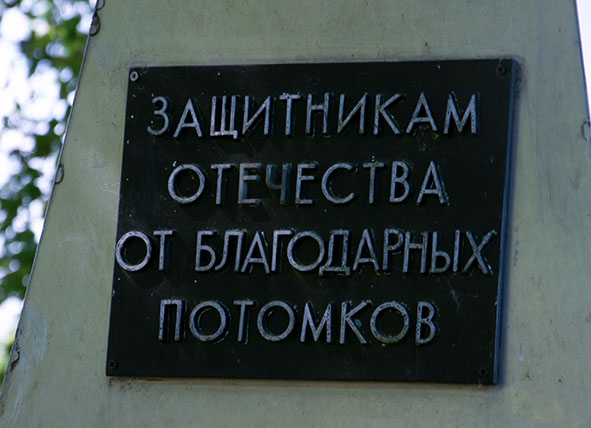 ЗАЩИТНИКАМ
ОТЕЧЕСТВА
ОТ БЛАГОДАРНЫХ
ПОТОМКОВ